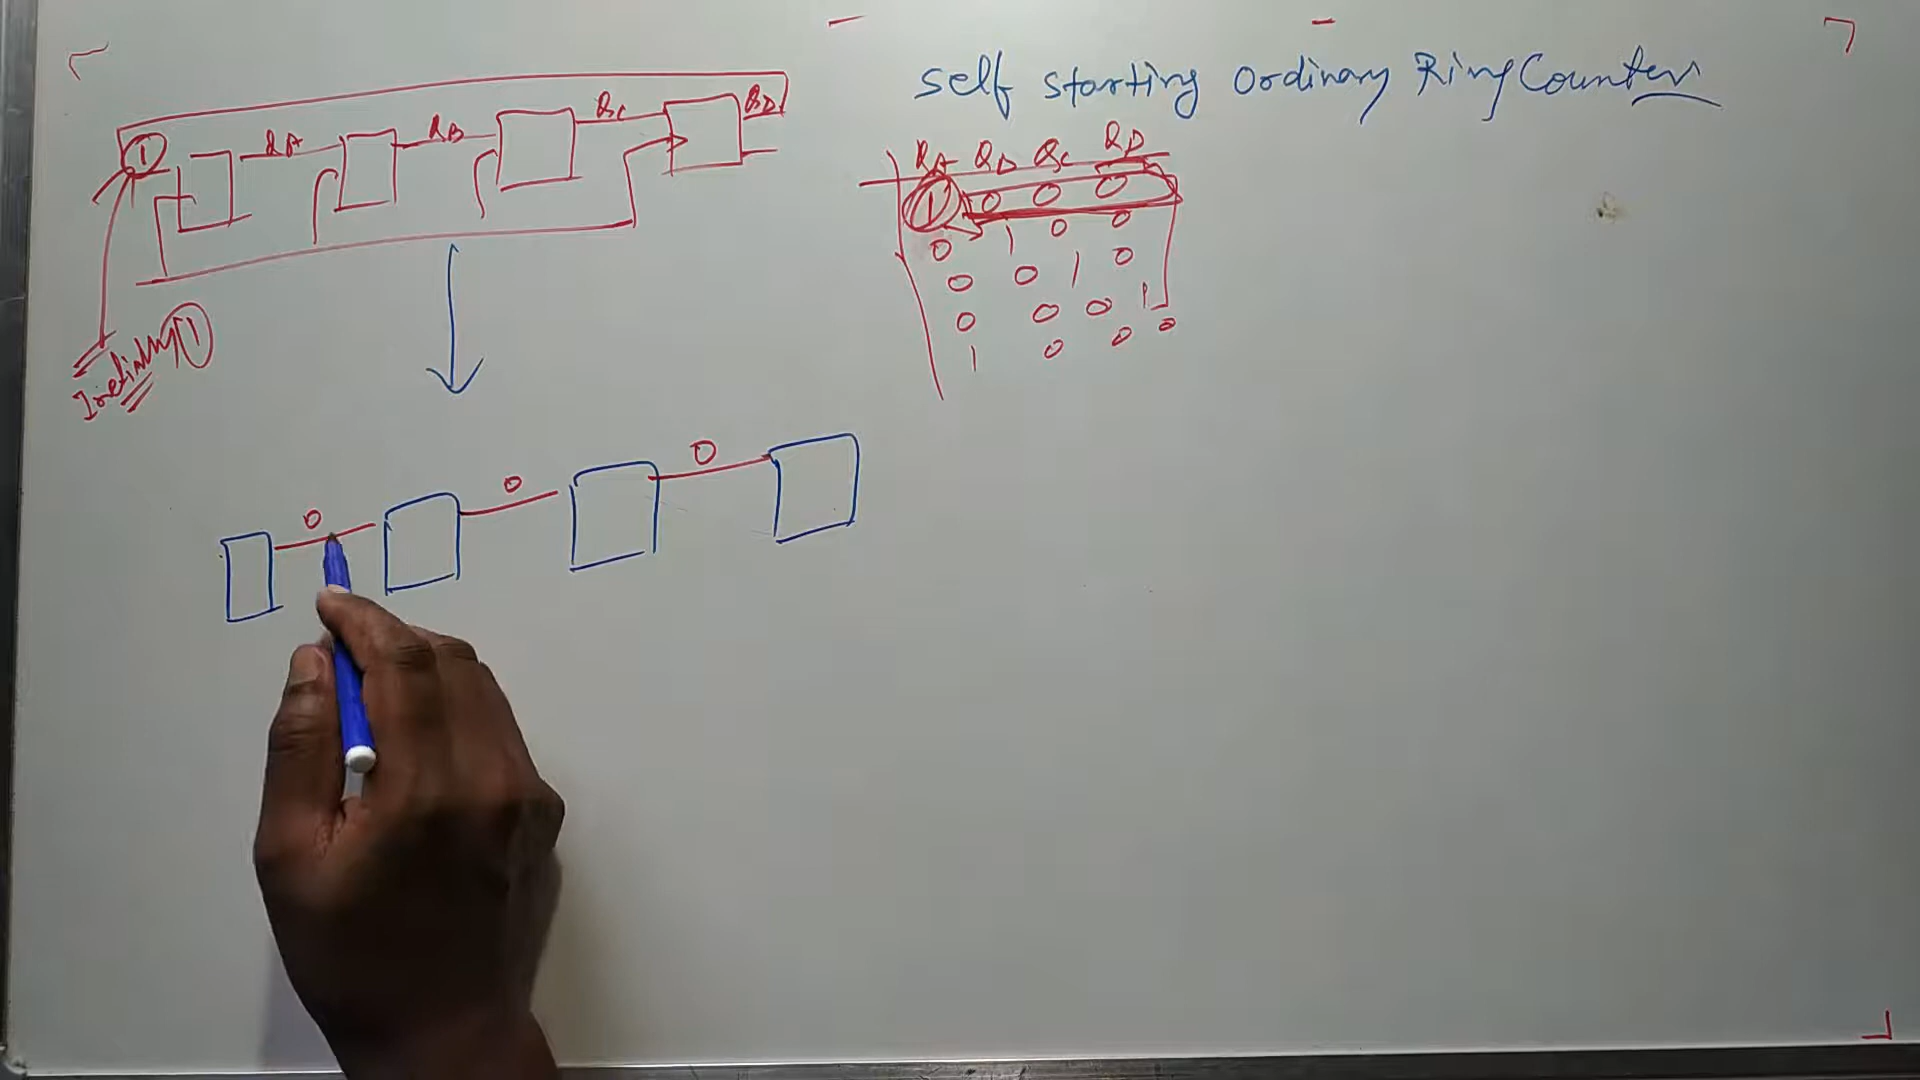 Self Starting Ordinary Ring Counter
QA QB QC QD
1
QA QB QC QD
1 0 0 0
0 1 0 0
0 0 1 0
0 0 0 1
1 0 0 0
1
0 0 0